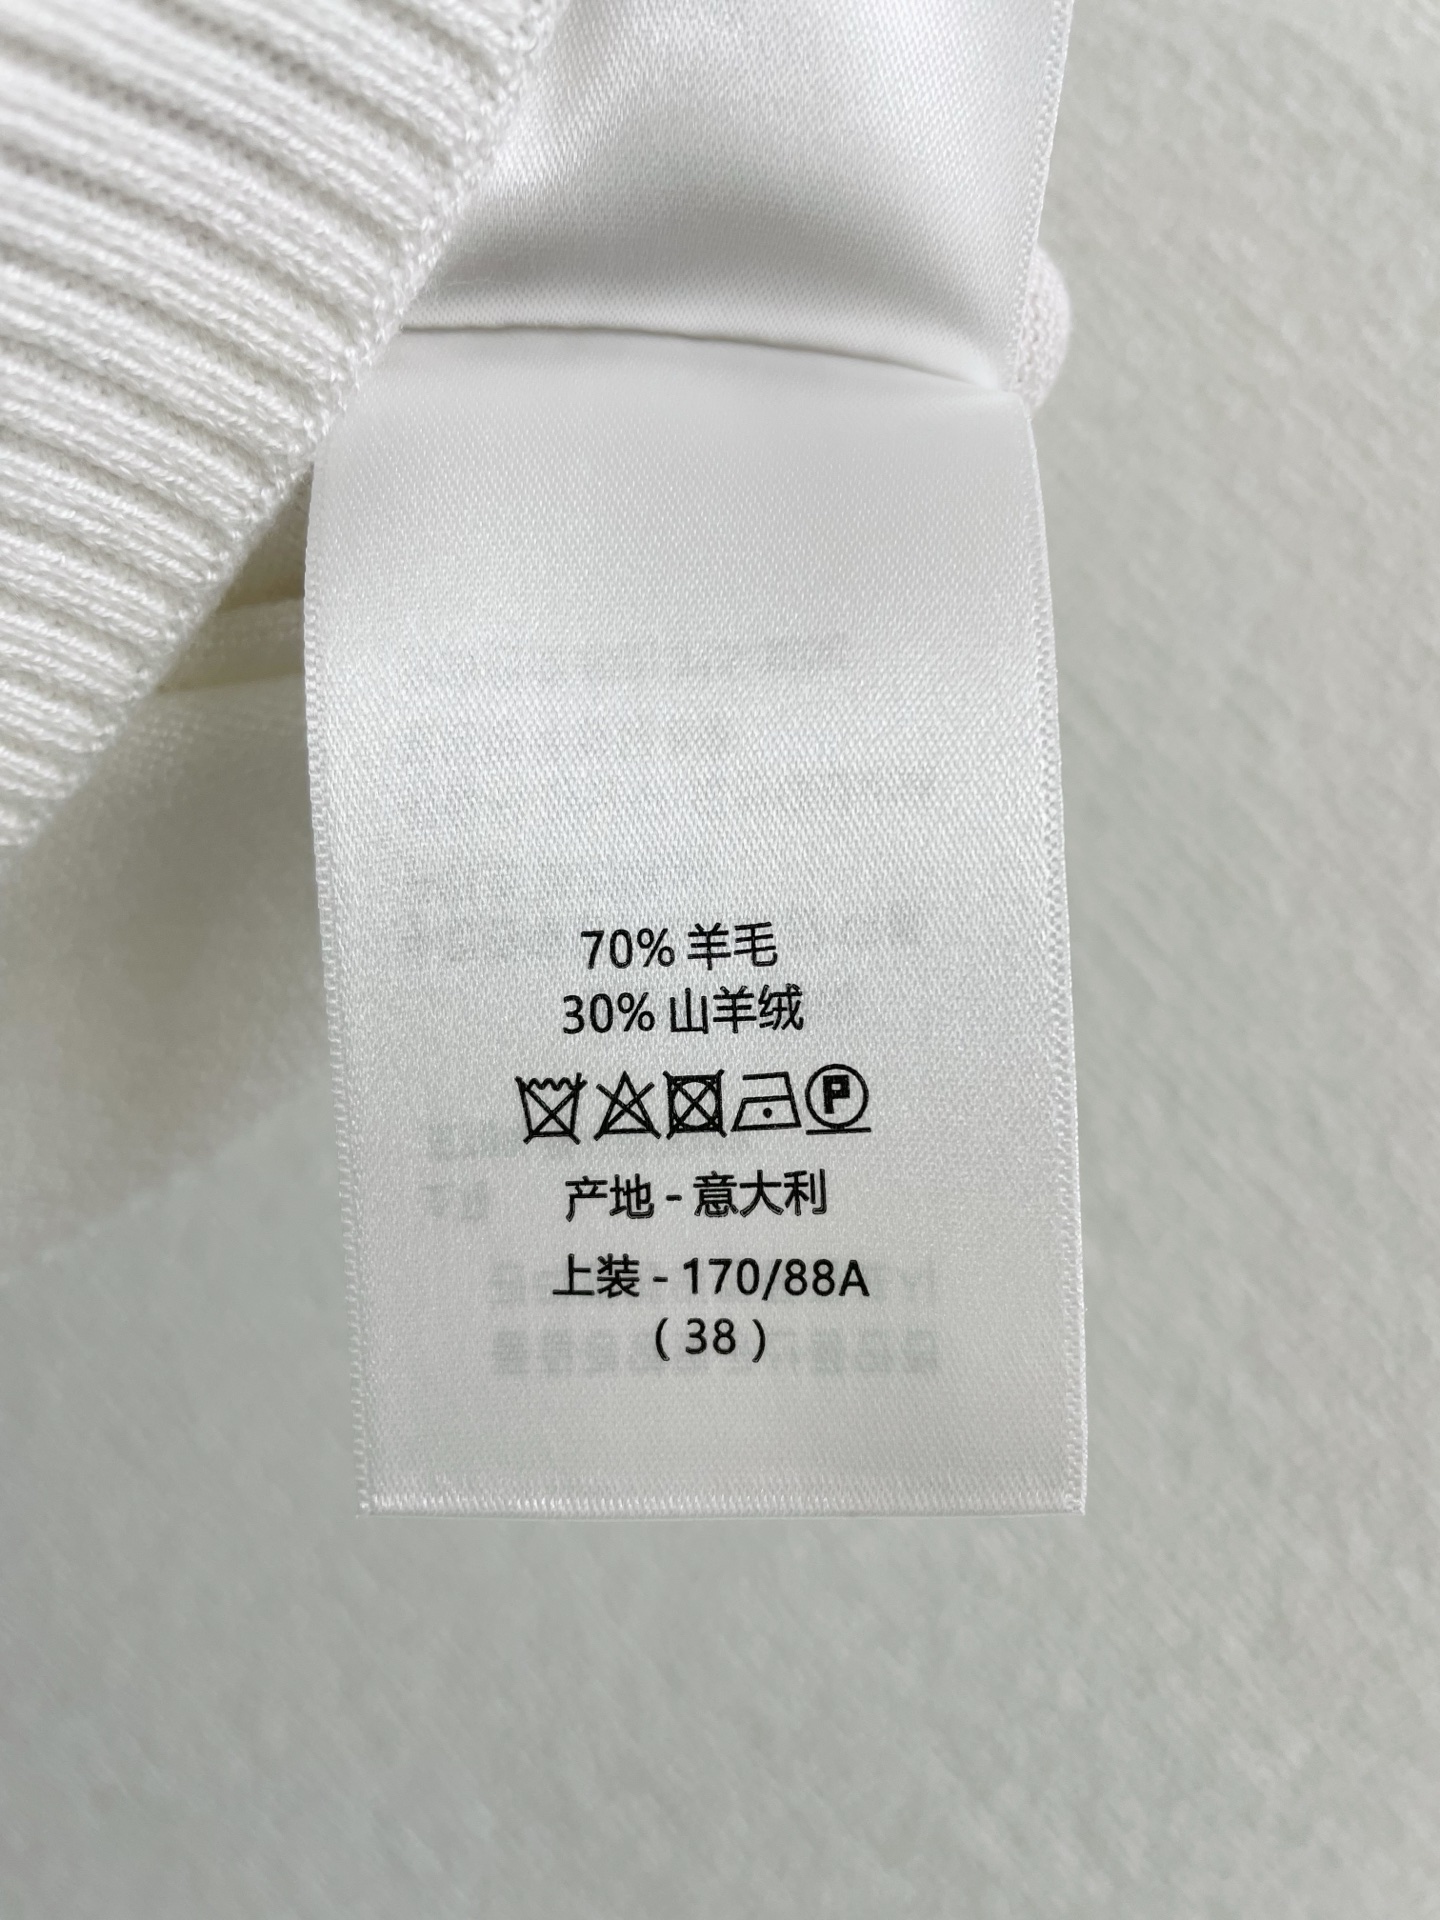 70% 羊毛
30% 山羊绒
P
产地 - 意大利
上装 - 170/88A
( 38 )